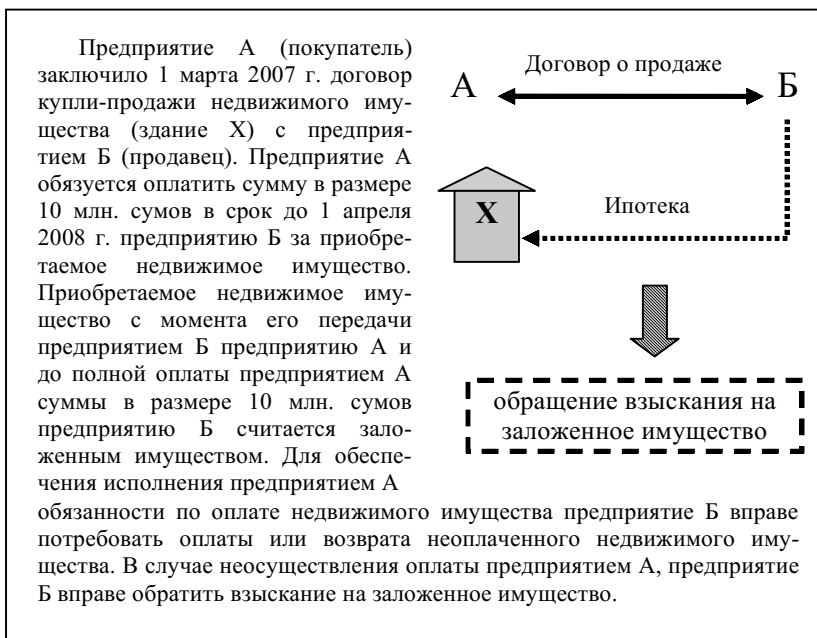 Предприятие А (покупатель)
заключило 1 марта 2007 г. договор
купли-продажи недвижимого иму-
щества (здание X) с предприя-
тием Б (продавец). Предприятие А
обязуется оплатить сумму в размере
10 млн. сумов в срок до 1 апреля
2008 г. предприятию Б за приобре-
таемое недвижимое имущество.
Приобретаемое недвижимое иму-
щество с момента его передачи
предприятием Б предприятию А и
до полной оплаты предприятием А
суммы в размере 10 млн. сумов
предприятию Б считается зало-
женным имуществом. Для обеспе-
чения исполнения предприятием А
обязанности по оплате недвижимого имущества предприятие Б вправе
потребовать оплаты или возврата неоплаченного недвижимого иму-
щества. В случае неосуществления оплаты предприятием А, предприятие
Б вправе обратить взыскание на заложенное имущество.
Договор о продаже
А
Б
X
Ипотека
обращение взыскания на
заложенное имущество